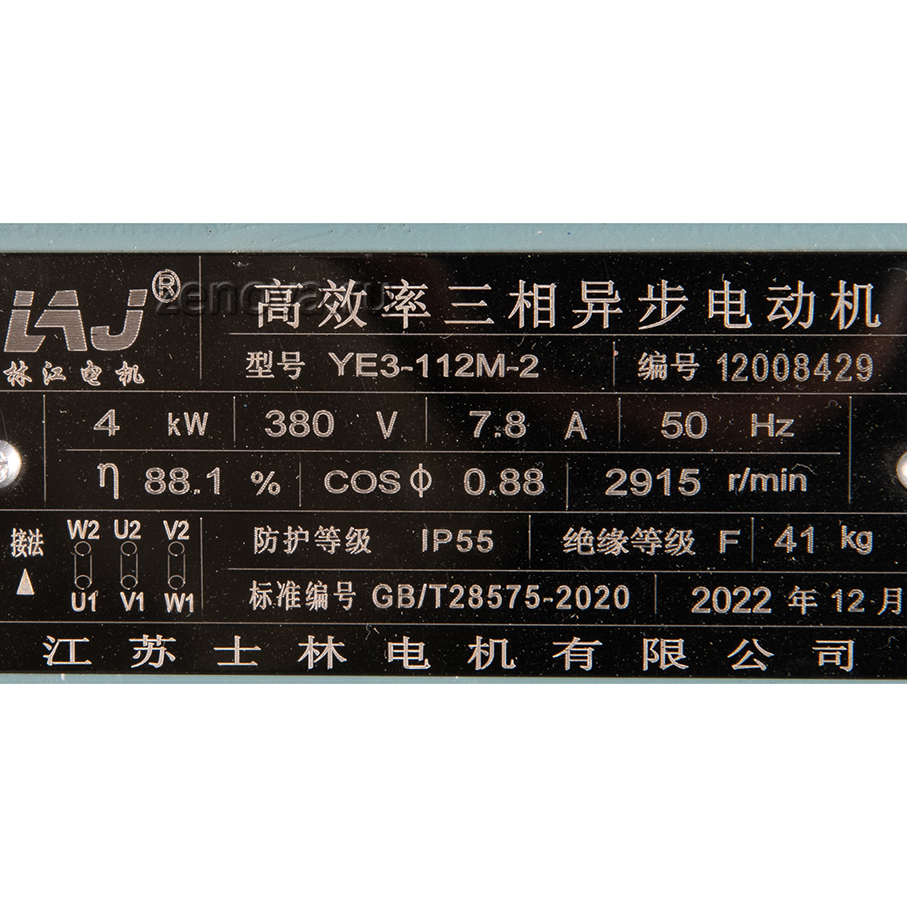 LAJ®
林江电机
高效率三相异步电动机
型号 YE3-112M-2 编号 12008429
4 kW 380 V 7.8 A 50 Hz
η 88.1 % COSϕ 0.88 2915 r/min
接法 W2 U2 V2 防护等级 IP55 绝缘等级 F 41 kg
△ U1 V1 W1 标准编号 GB/T28575-2020 2022 年 12 月
江苏士林电机有限公司